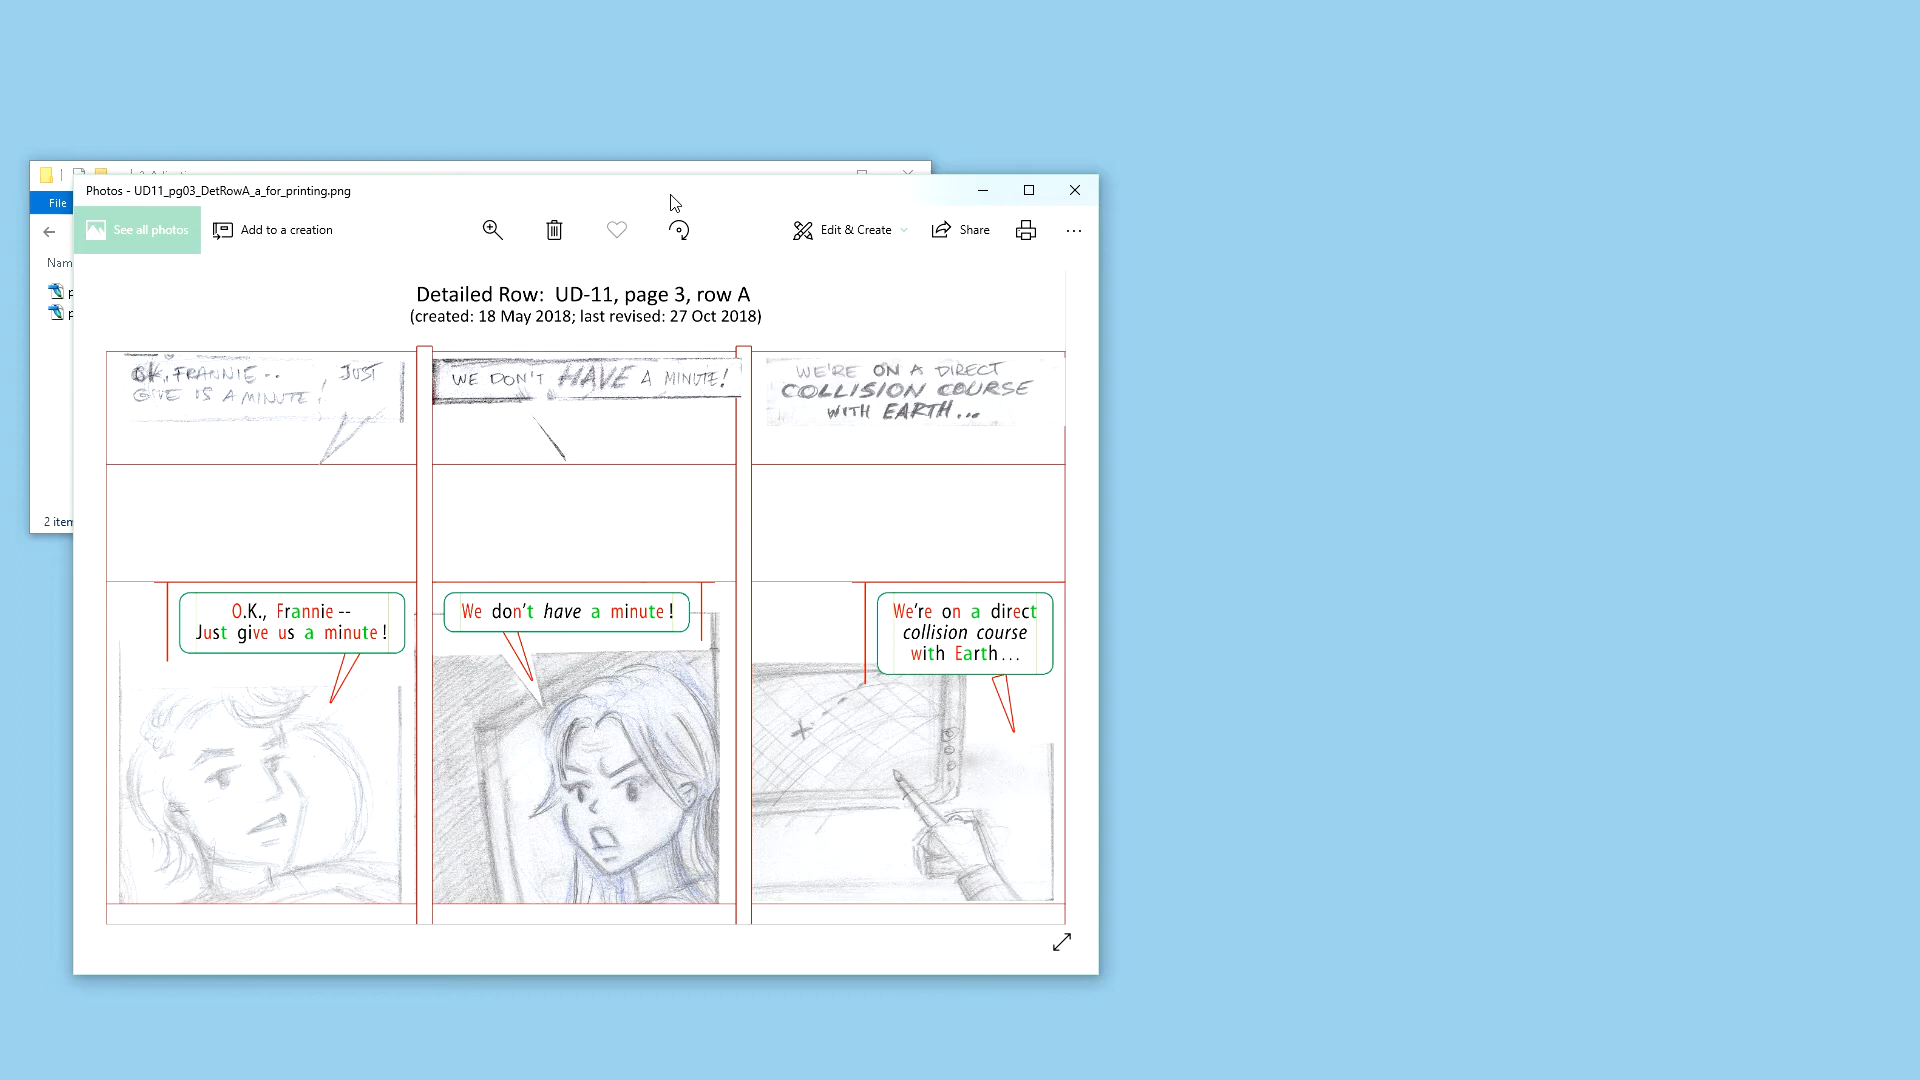 Photos - UD11_pg03_DetRowA_a_for_printing.png
File
See all photos
Add to a creation
Edit & Create
Share
Nam
p
p
2 item
Detailed Row: UD-11, page 3, row A
(created: 18 May 2018; last revised: 27 Oct 2018)
OK, FRANNIE-- JUST
GIVE US A MINUTE!
WE DON'T HAVE A MINUTE!
WE'RE ON A DIRECT
COLLISION COURSE
WITH EARTH...
O.K., Frannie --
Just give us a minute !
We don't have a minute !
We're on a direct
collision course
with Earth...